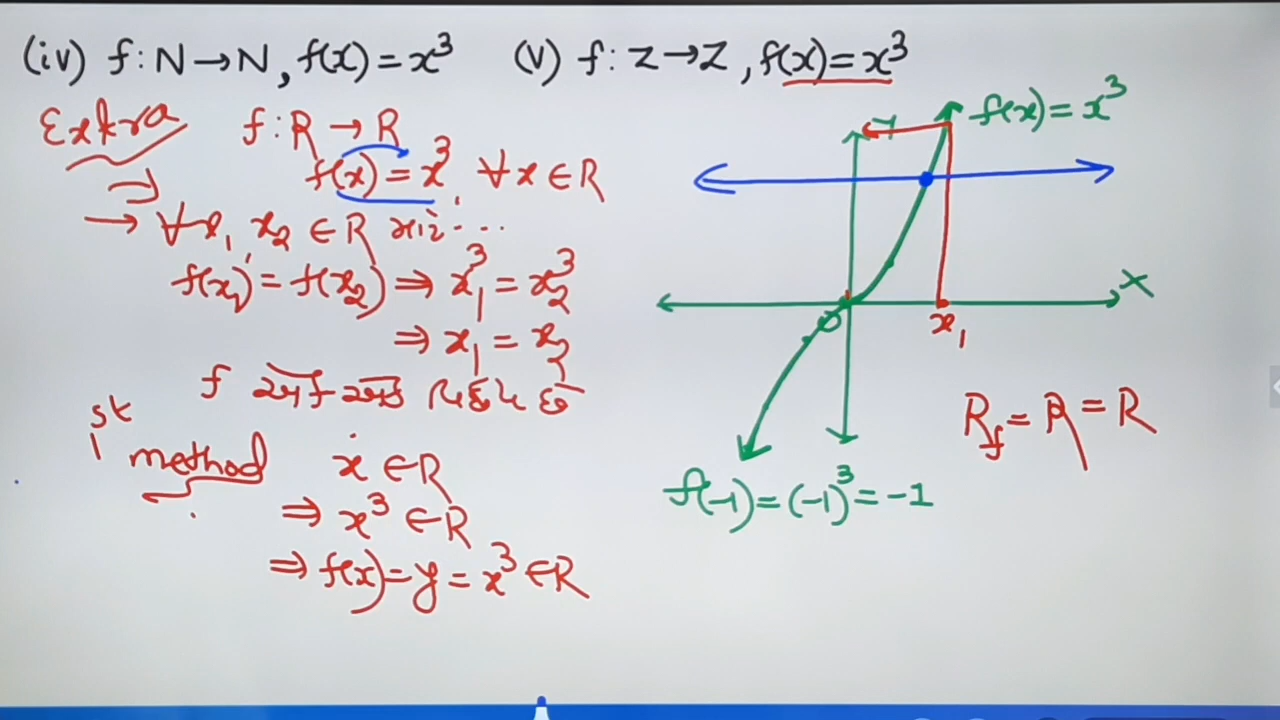 (iv) f: N→N, f(x)=x³ (v) f: Z→Z, f(x)=x³
Extra f: R → R
f(x) = x³, ∀x∈R
⇒
→ ∀x₁, x₂ ∈ R
f(x₁) = f(x₂) ⇒ x₁³ = x₂³
⇒ x₁ = x₂
f
1st method x ∈ R
⇒ x³ ∈ R
⇒ f(x) = y = x³ ∈ R
Y
f(x) = x³
X
O
x₁
R_f = R = R
f(-1) = (-1)³ = -1